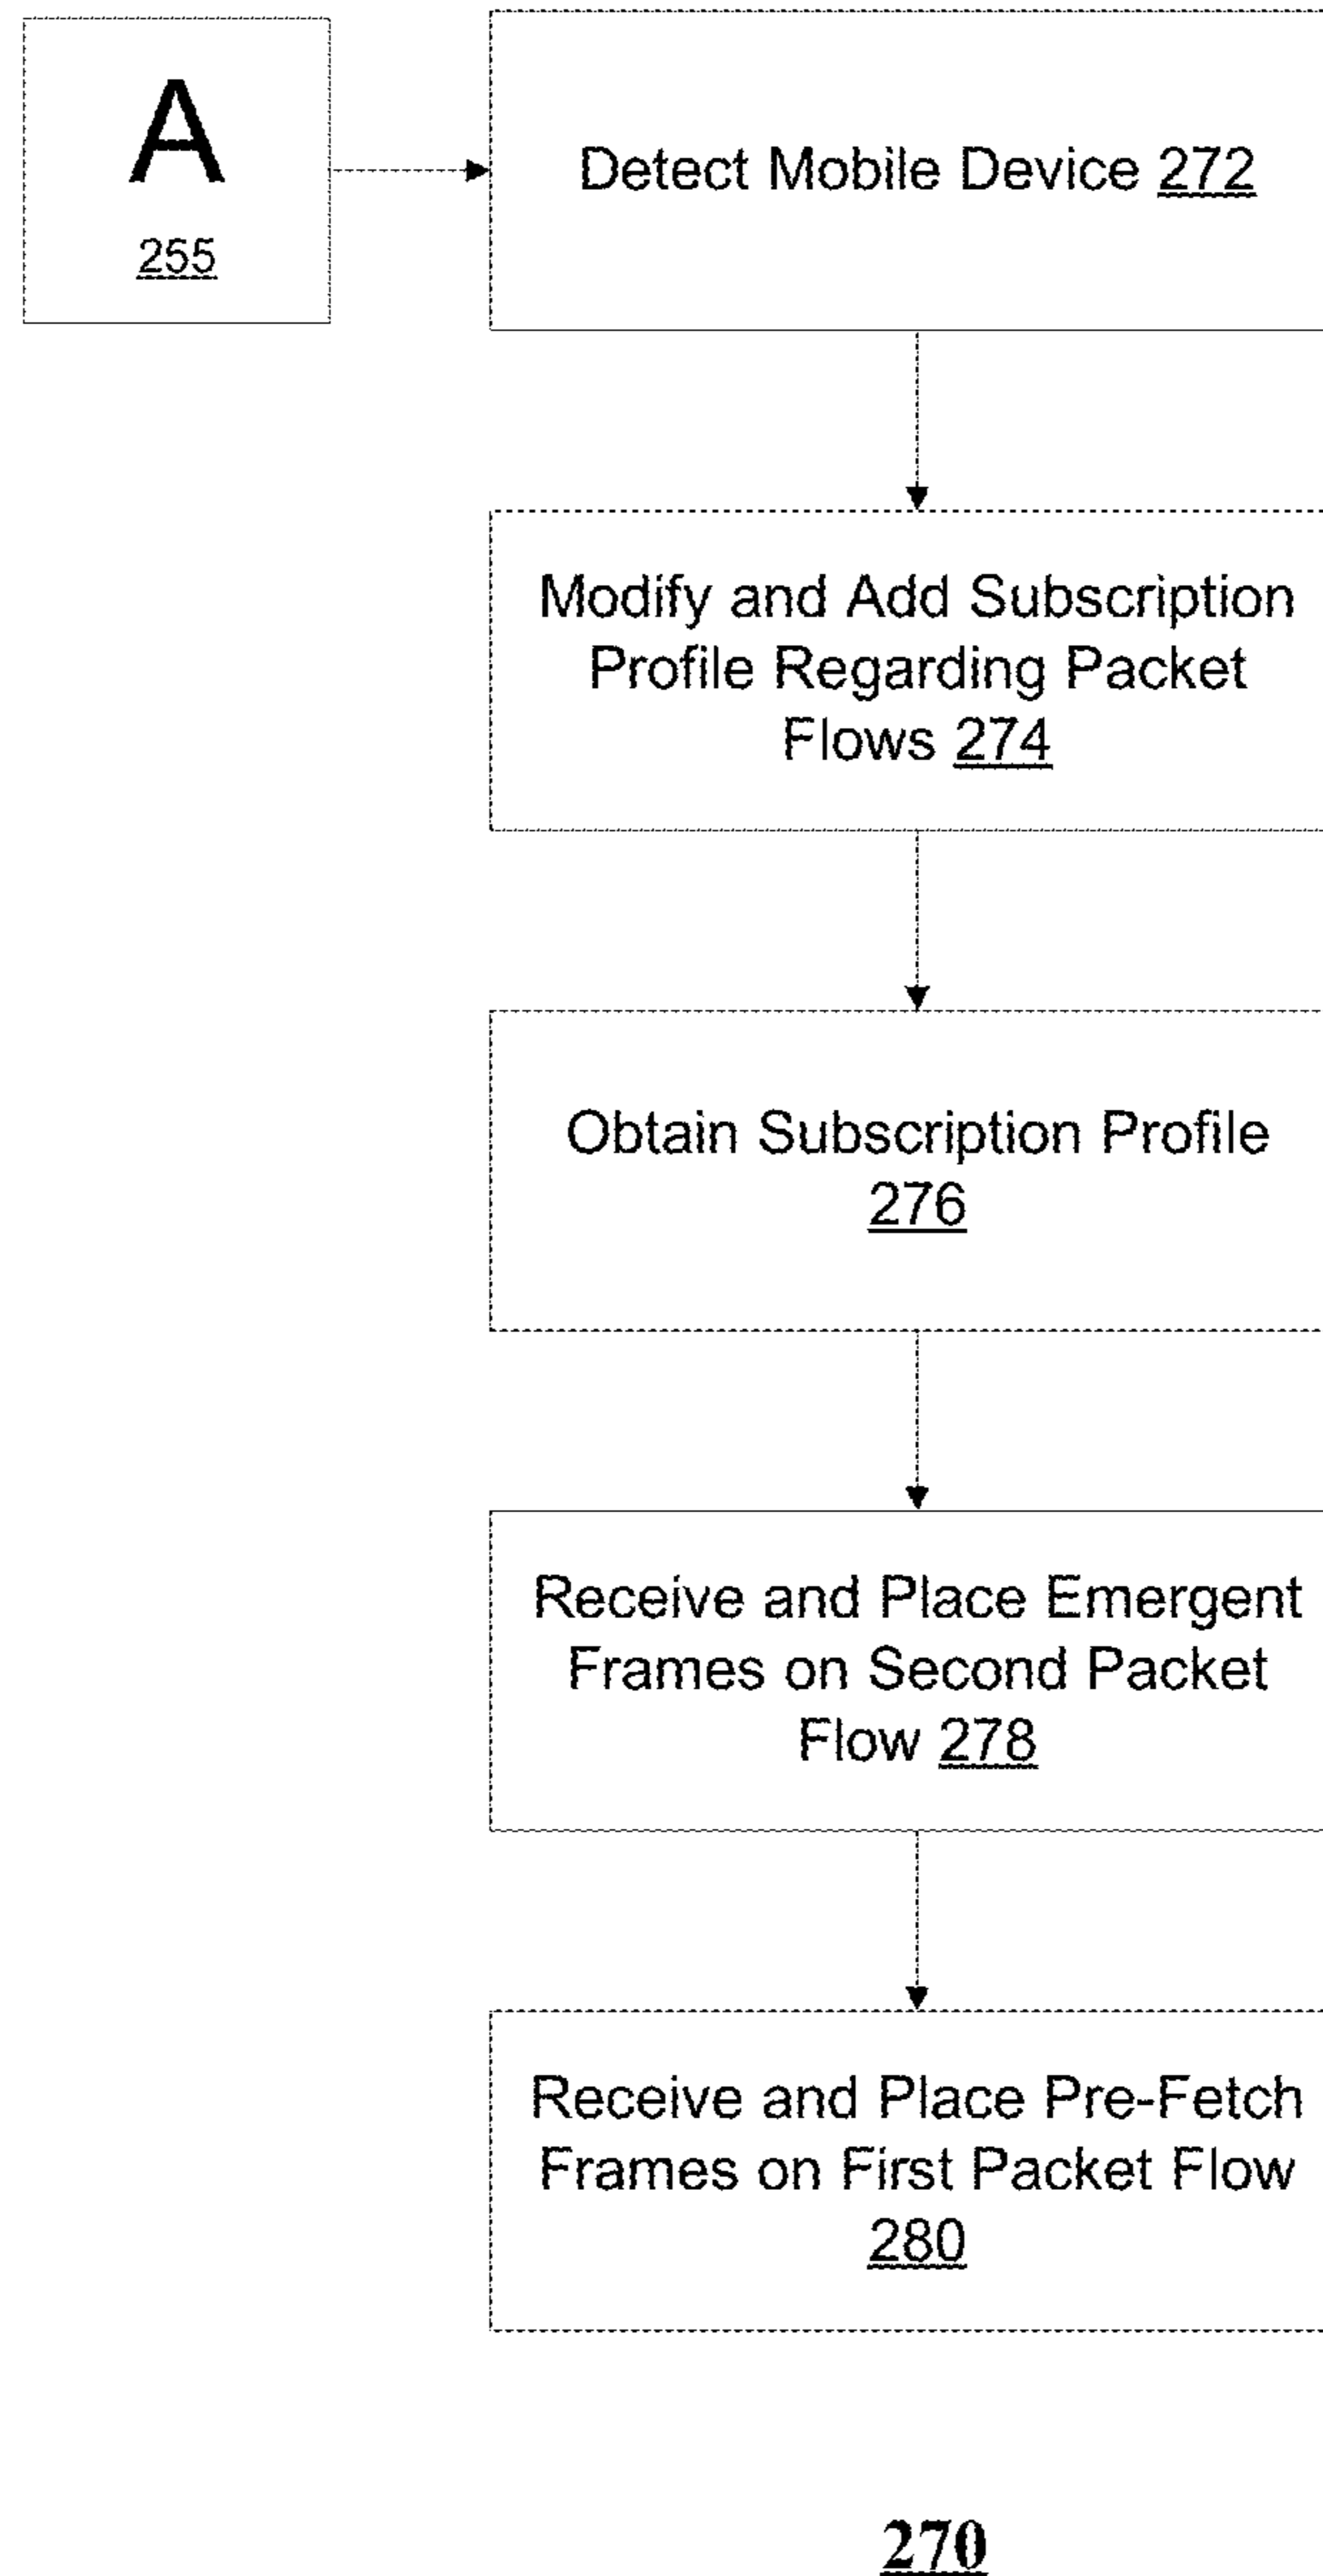 A
255
Detect Mobile Device 272
Modify and Add Subscription
Profile Regarding Packet
Flows 274
Obtain Subscription Profile
276
Receive and Place Emergent
Frames on Second Packet
Flow 278
Receive and Place Pre-Fetch
Frames on First Packet Flow
280
270